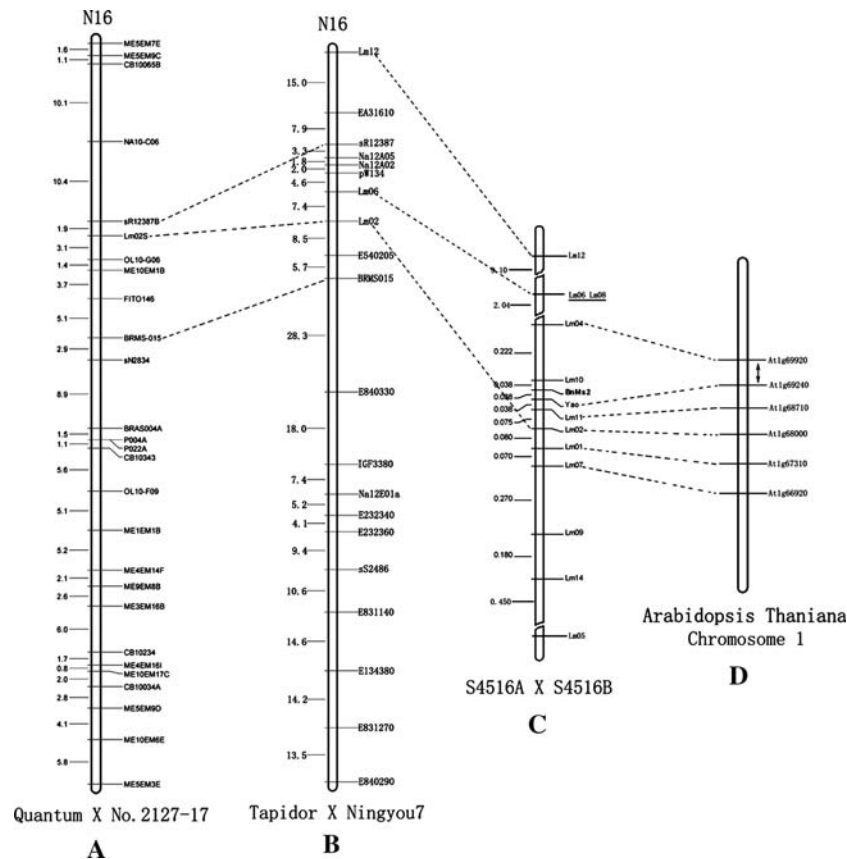 N16
1.6
1.1
10.1
10.4
1.9
3.1
1.4
3.7
5.1
2.9
8.9
1.5
1.1
5.6
5.1
5.2
2.1
2.6
6.0
1.7
0.8
2.0
2.8
4.1
5.8
ME5EM7E
ME5EM9C
CB10065B
NA10-C06
sR12387B
Lm02S
OL10-G06
ME10EM1B
FITO146
BRMS-015
sN2834
BRAS004A
P004A
P022A
CB10343
OL10-F09
ME1EM1B
ME4EM14F
ME9EM8B
ME3EM16B
CB10234
ME4EM16I
ME10EM17C
CB10034A
ME5EM9D
ME10EM6E
ME5EM3E
Quantum X No.2127-17
A
N16
15.0
7.9
3.3
1.8
2.0
4.6
7.4
8.5
5.7
28.3
18.0
7.4
5.2
4.1
9.4
10.6
14.6
14.2
13.5
Lm12
EA31610
sR12387
Na12A05
Na12A02
pW134
Lm06
Lm02
E540205
BRMS015
E840330
IGF3380
Na12E01a
E232340
E232360
sS2486
E831140
E134380
E831270
E840290
Tapidor X Ningyou7
B
2.04
0.222
0.038
0.038
0.038
0.075
0.060
0.070
0.270
0.180
0.450
Lm12
Lm06 Lm08
Lm04
Lm10
BnMs2
Yao
Lm11
Lm02
Lm01
Lm07
Lm09
Lm14
Lm05
S4516A X S4516B
C
At1g69920
At1g69240
At1g68710
At1g68000
At1g67310
At1g66920
Arabidopsis Thaniana
Chromosome 1
D